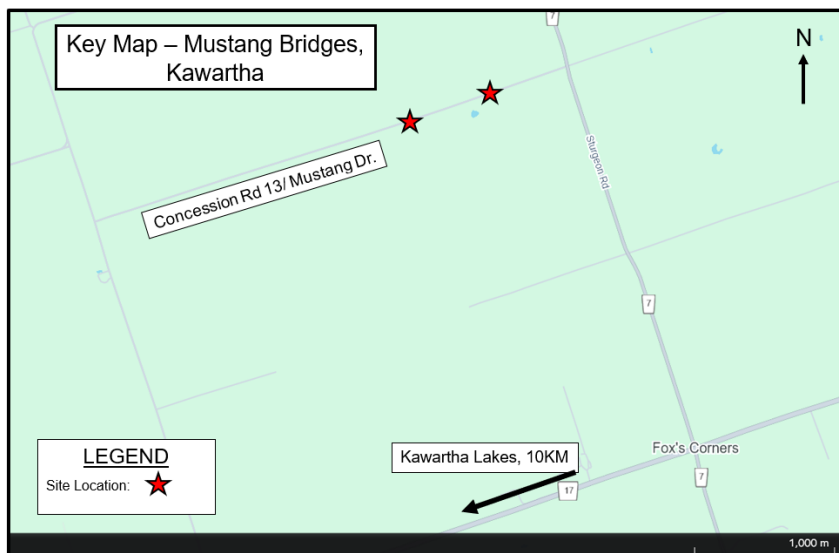 Key Map – Mustang Bridges,
Kawartha
7
N
Sturgeon Rd
Concession Rd 13/ Mustang Dr.
7
Fox's Corners
LEGEND
Site Location:
Kawartha Lakes, 10KM
7
17
1,000 m